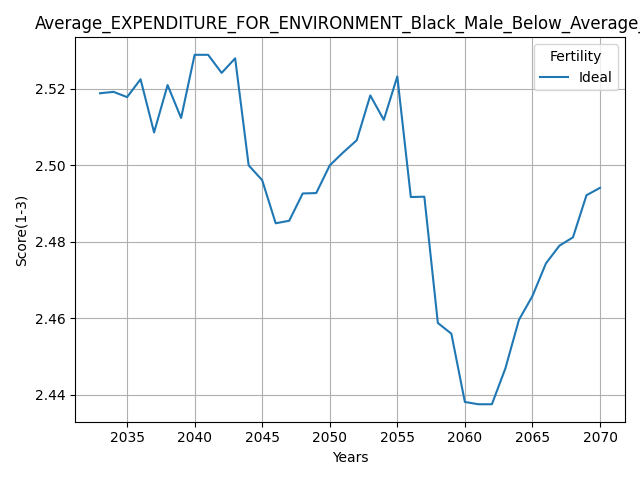 Average_EXPENDITURE_FOR_ENVIRONMENT_Black_Male_Below_Average_
Fertility
Ideal
2.52
2.50
2.48
2.46
2.44
Score(1-3)
2035 2040 2045 2050 2055 2060 2065 2070
Years